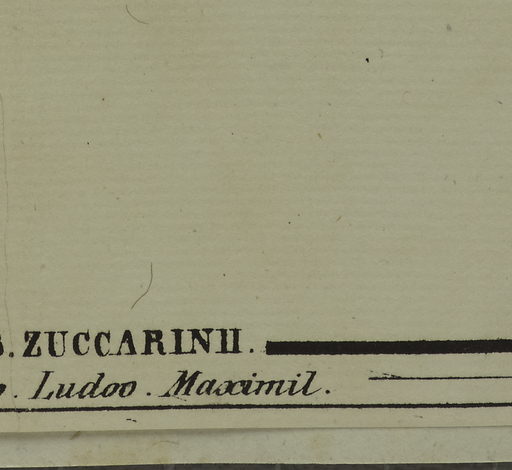 . ZUCCARINII.
. Ludov. Maximil.